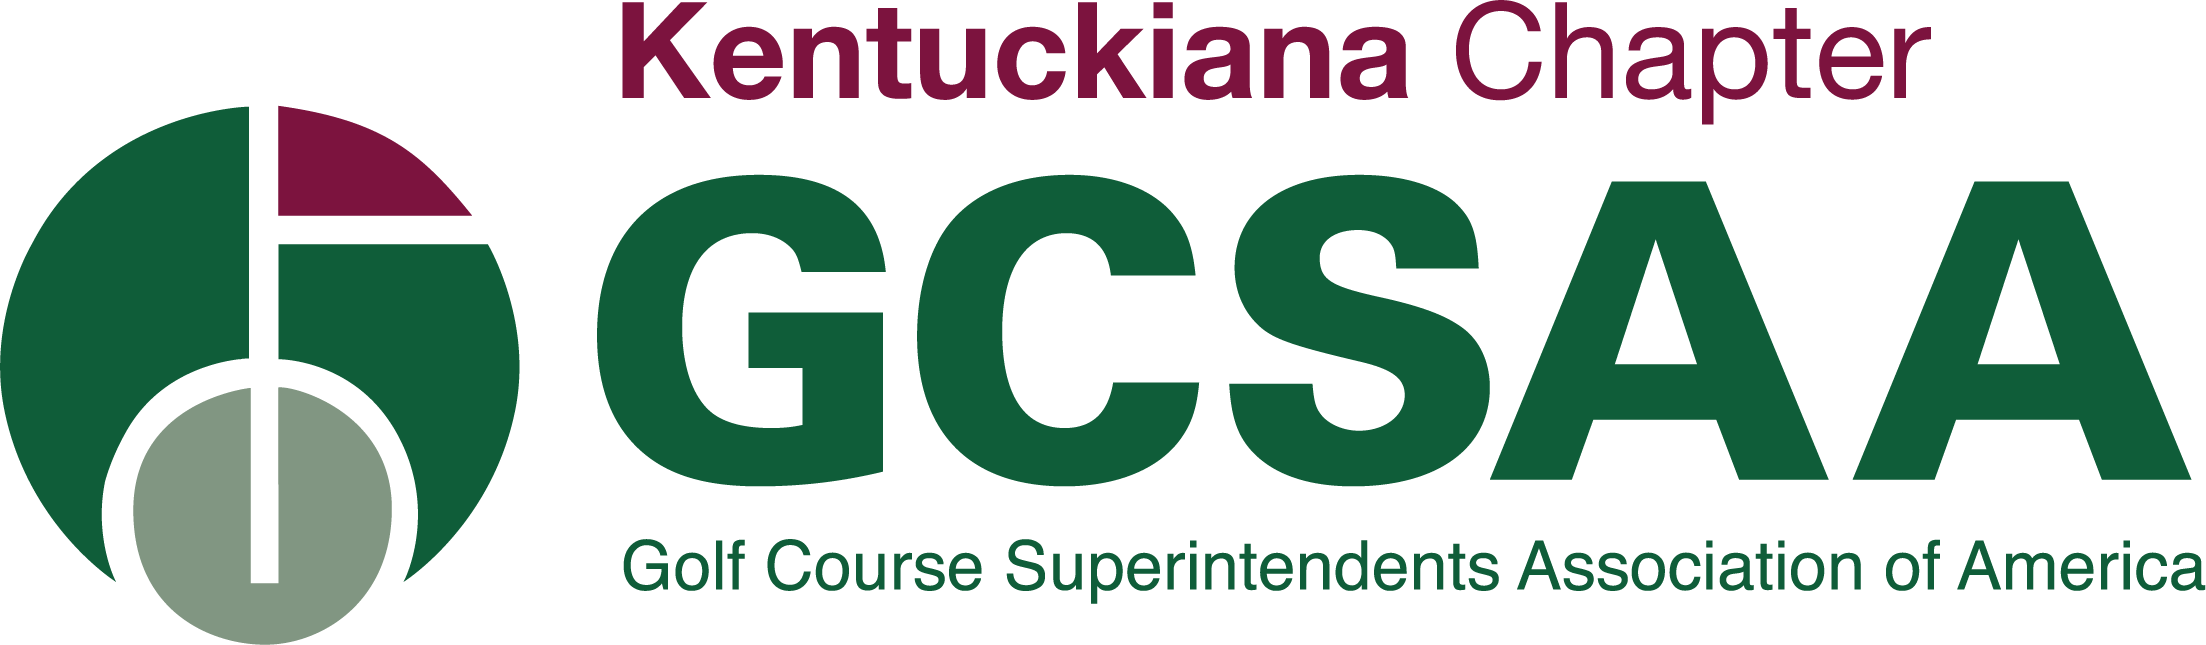 Kentuckiana Chapter
GCSAA
Golf Course Superintendents Association of America